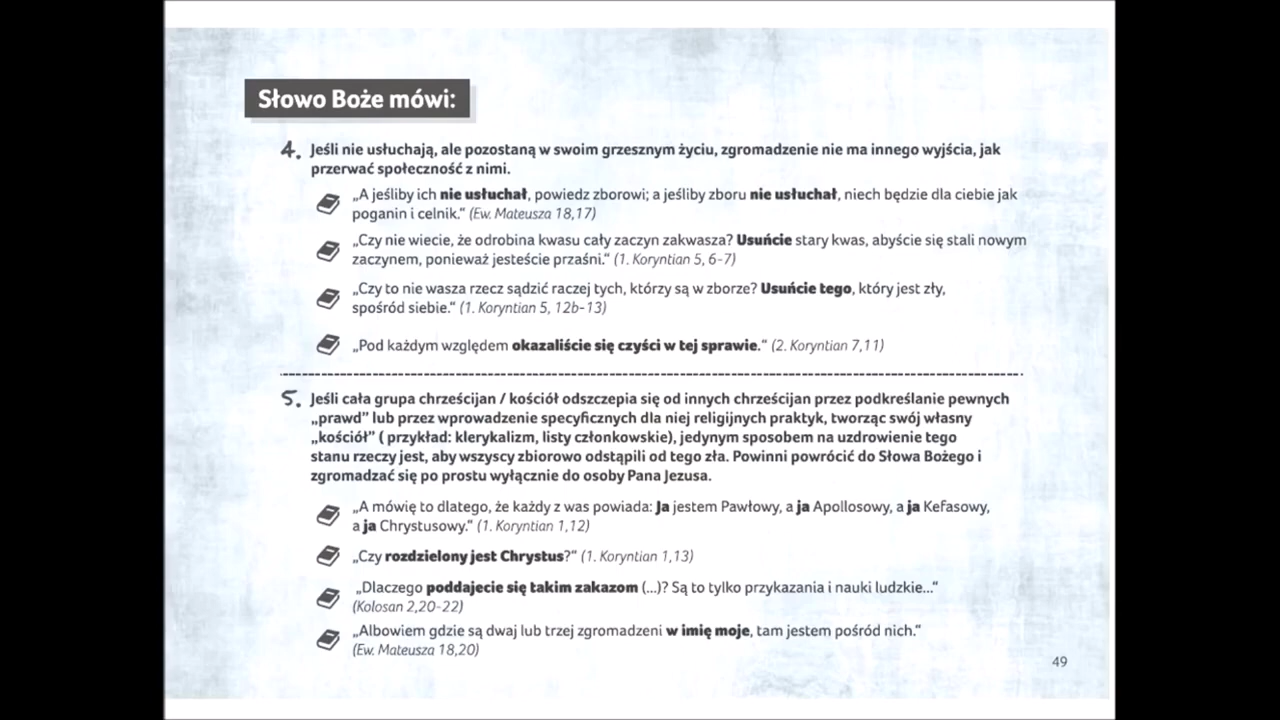 Słowo Boże mówi:
4. Jeśli nie usłuchają, ale pozostaną w swoim grzesznym życiu, zgromadzenie nie ma innego wyjścia, jak
przerwać społeczność z nimi.
„A jeśliby ich nie usłuchał, powiedz zborowi; a jeśliby zboru nie usłuchał, niech będzie dla ciebie jak
poganin i celnik.“ (Ew. Mateusza 18,17)
„Czy nie wiecie, że odrobina kwasu cały zaczyn zakwasza? Usuńcie stary kwas, abyście się stali nowym
zaczynem, ponieważ jesteście przaśni.“ (1. Koryntian 5, 6-7)
„Czy to nie wasza rzecz sądzić raczej tych, którzy są w zborze? Usuńcie tego, który jest zły,
spośród siebie.“ (1. Koryntian 5, 12b-13)
„Pod każdym względem okazaliście się czyści w tej sprawie.“ (2. Koryntian 7,11)
5. Jeśli cała grupa chrześcijan / kościół odszczepia się od innych chrześcijan przez podkreślanie pewnych
„prawd” lub przez wprowadzenie specyficznych dla niej religijnych praktyk, tworząc swój własny
„kościół” ( przykład: klerykalizm, listy członkowskie), jedynym sposobem na uzdrowienie tego
stanu rzeczy jest, aby wszyscy zbiorowo odstąpili od tego zła. Powinni powrócić do Słowa Bożego i
zgromadzać się po prostu wyłącznie do osoby Pana Jezusa.
„A mówię to dlatego, że każdy z was powiada: Ja jestem Pawłowy, a ja Apollosowy, a ja Kefasowy,
a ja Chrystusowy.“ (1. Koryntian 1,12)
„Czy rozdzielony jest Chrystus?“ (1. Koryntian 1,13)
„Dlaczego poddajecie się takim zakazom (...)? Są to tylko przykazania i nauki ludzkie...“
(Kolosan 2,20-22)
„Albowiem gdzie są dwaj lub trzej zgromadzeni w imię moje, tam jestem pośród nich.“
(Ew. Mateusza 18,20)
49